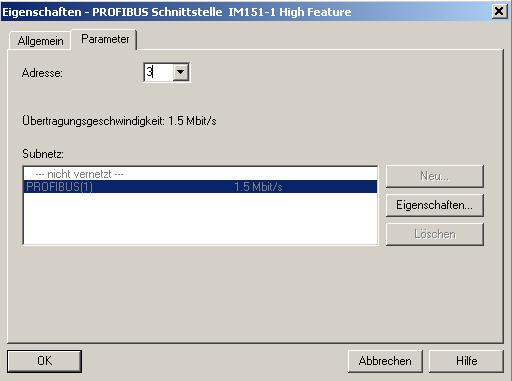 Eigenschaften - PROFIBUS Schnittstelle  IM151-1 High Feature
Allgemein Parameter
Adresse: 3
Übertragungsgeschwindigkeit: 1.5 Mbit/s
Subnetz:
--- nicht vernetzt ---
Neu...
PROFIBUS(1) 1.5 Mbit/s
Eigenschaften...
Löschen
OK Abbrechen Hilfe